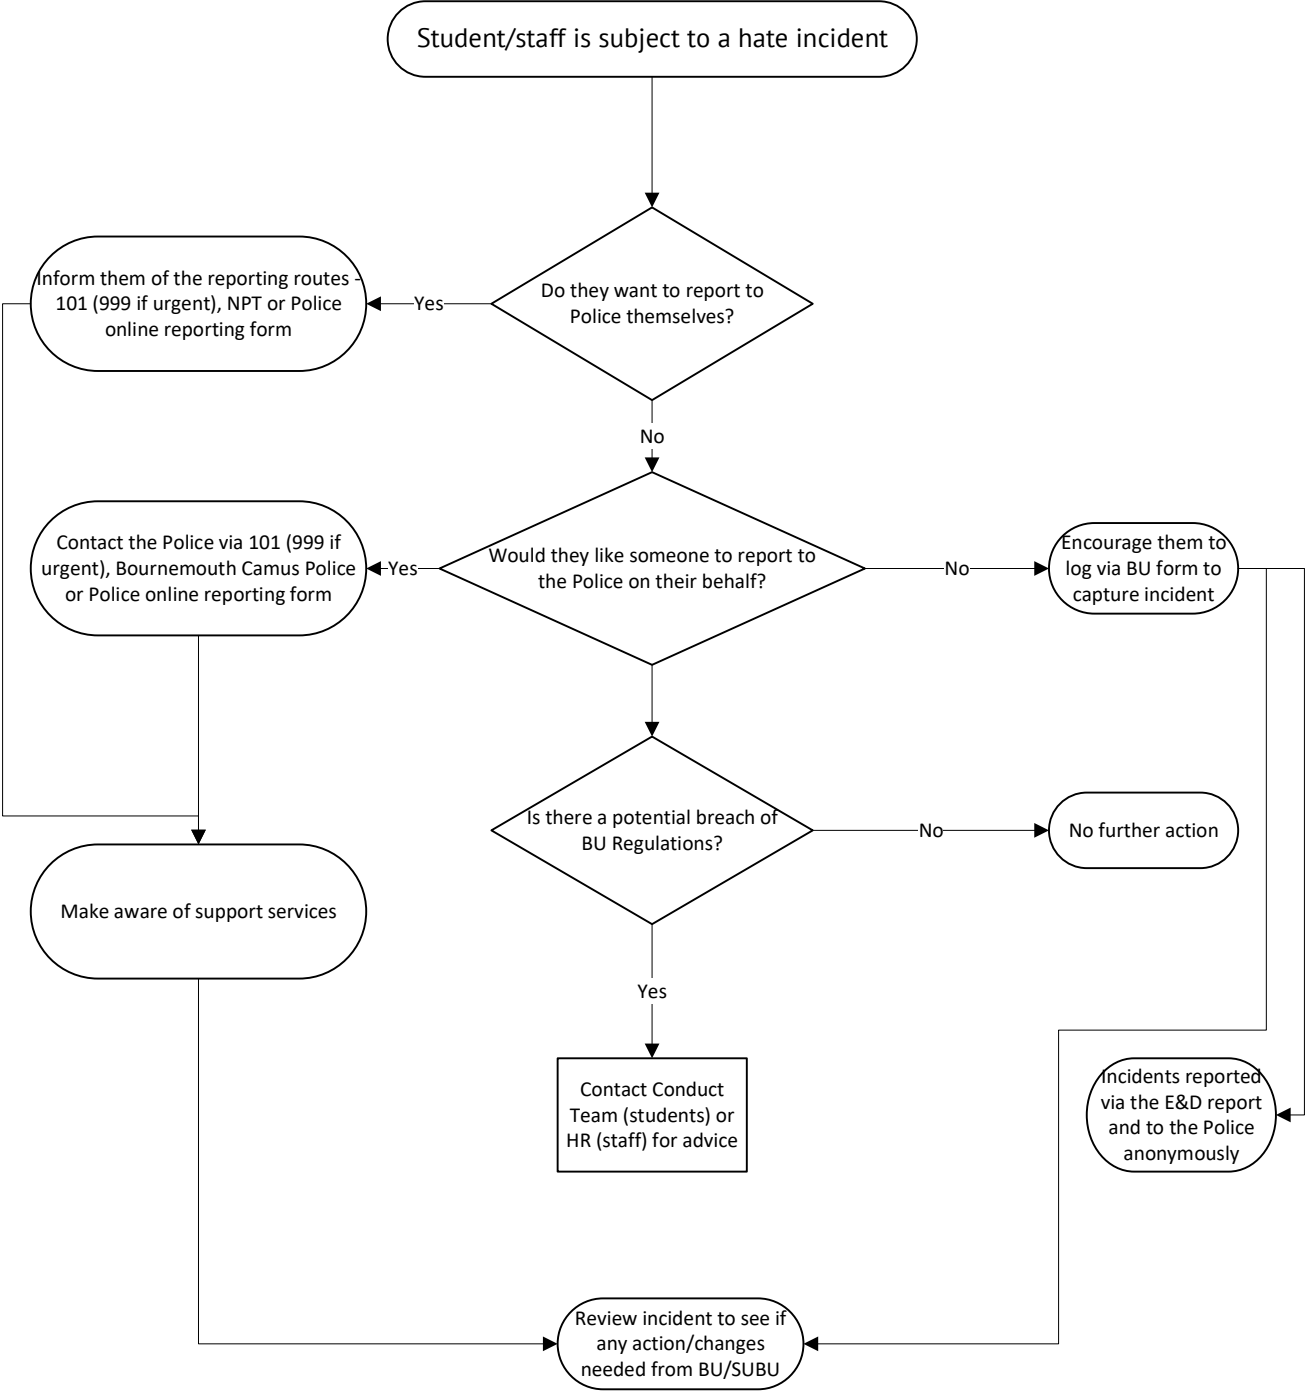 Student/staff is subject to a hate incident
Do they want to report to
Police themselves?
Yes
Inform them of the reporting routes -
101 (999 if urgent), NPT or Police
online reporting form
No
Would they like someone to report to
the Police on their behalf?
Yes
Contact the Police via 101 (999 if
urgent), Bournemouth Camus Police
or Police online reporting form
No
Encourage them to
log via BU form to
capture incident
Is there a potential breach of
BU Regulations?
No
No further action
Make aware of support services
Yes
Contact Conduct
Team (students) or
HR (staff) for advice
Incidents reported
via the E&D report
and to the Police
anonymously
Review incident to see if
any action/changes
needed from BU/SUBU